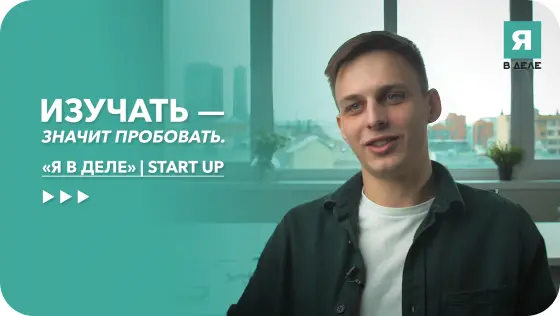 Я
В ДЕЛЕ
ИЗУЧАТЬ —
ЗНАЧИТ ПРОБОВАТЬ.
«Я В ДЕЛЕ» | START UP